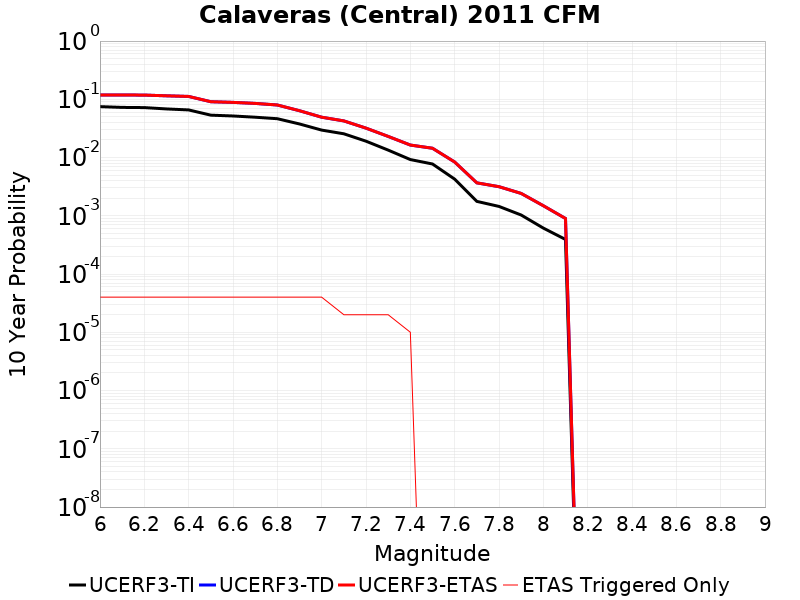 Calaveras (Central) 2011 CFM
10^0
10^-1
10^-2
10^-3
10^-4
10^-5
10^-6
10^-7
10^-8
10 Year Probability
6 6.2 6.4 6.6 6.8 7 7.2 7.4 7.6 7.8 8 8.2 8.4 8.6 8.8 9
Magnitude
UCERF3-TI UCERF3-TD UCERF3-ETAS ETAS Triggered Only